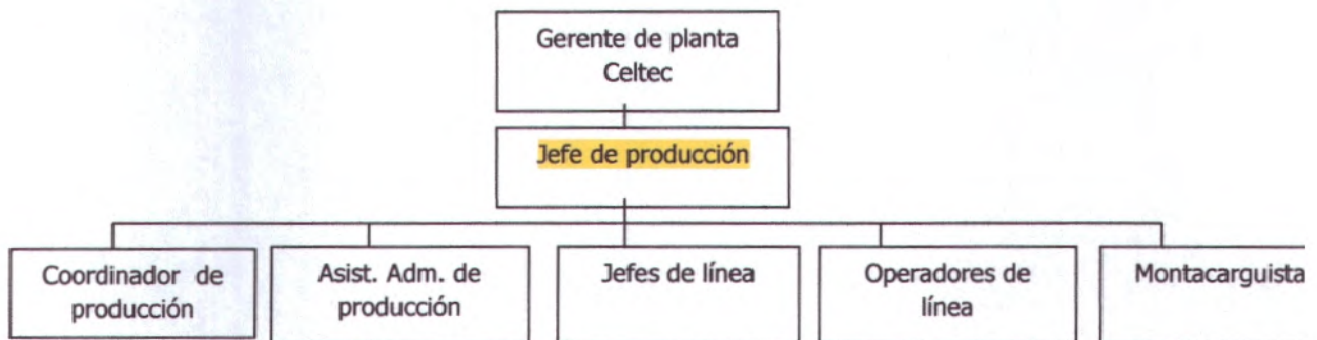 Gerente de planta
Celtec
Jefe de producción
Coordinador de
producción
Asist. Adm. de
producción
Jefes de línea
Operadores de
línea
Montacarguista